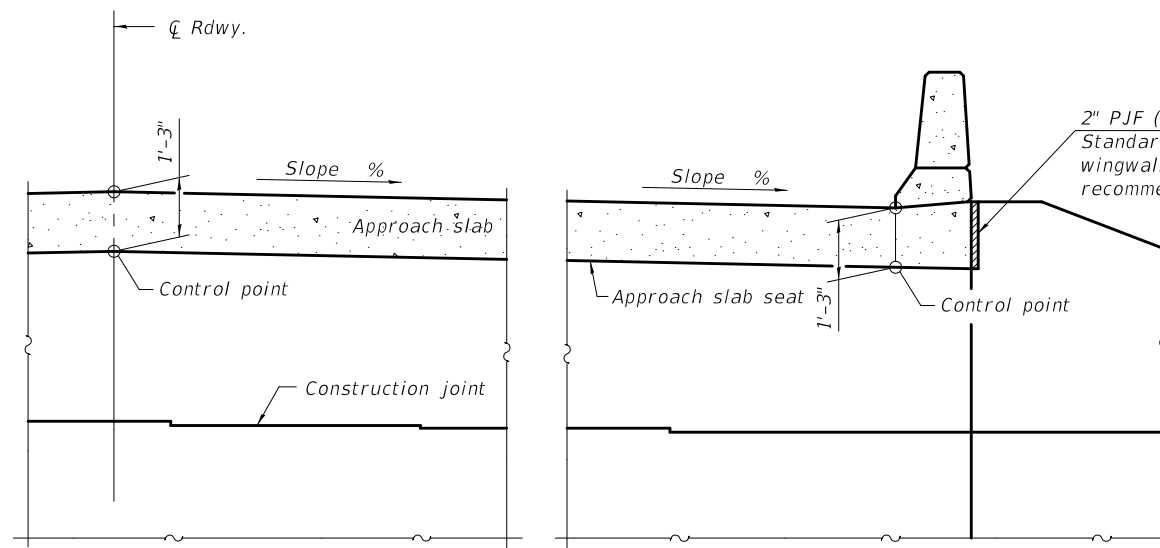 ℄ Rdwy.
1'-3"
Slope %
Approach slab
Control point
Construction joint
Slope %
2" PJF (
Standar
wingwal
recomme
Approach slab seat
1'-3"
Control point